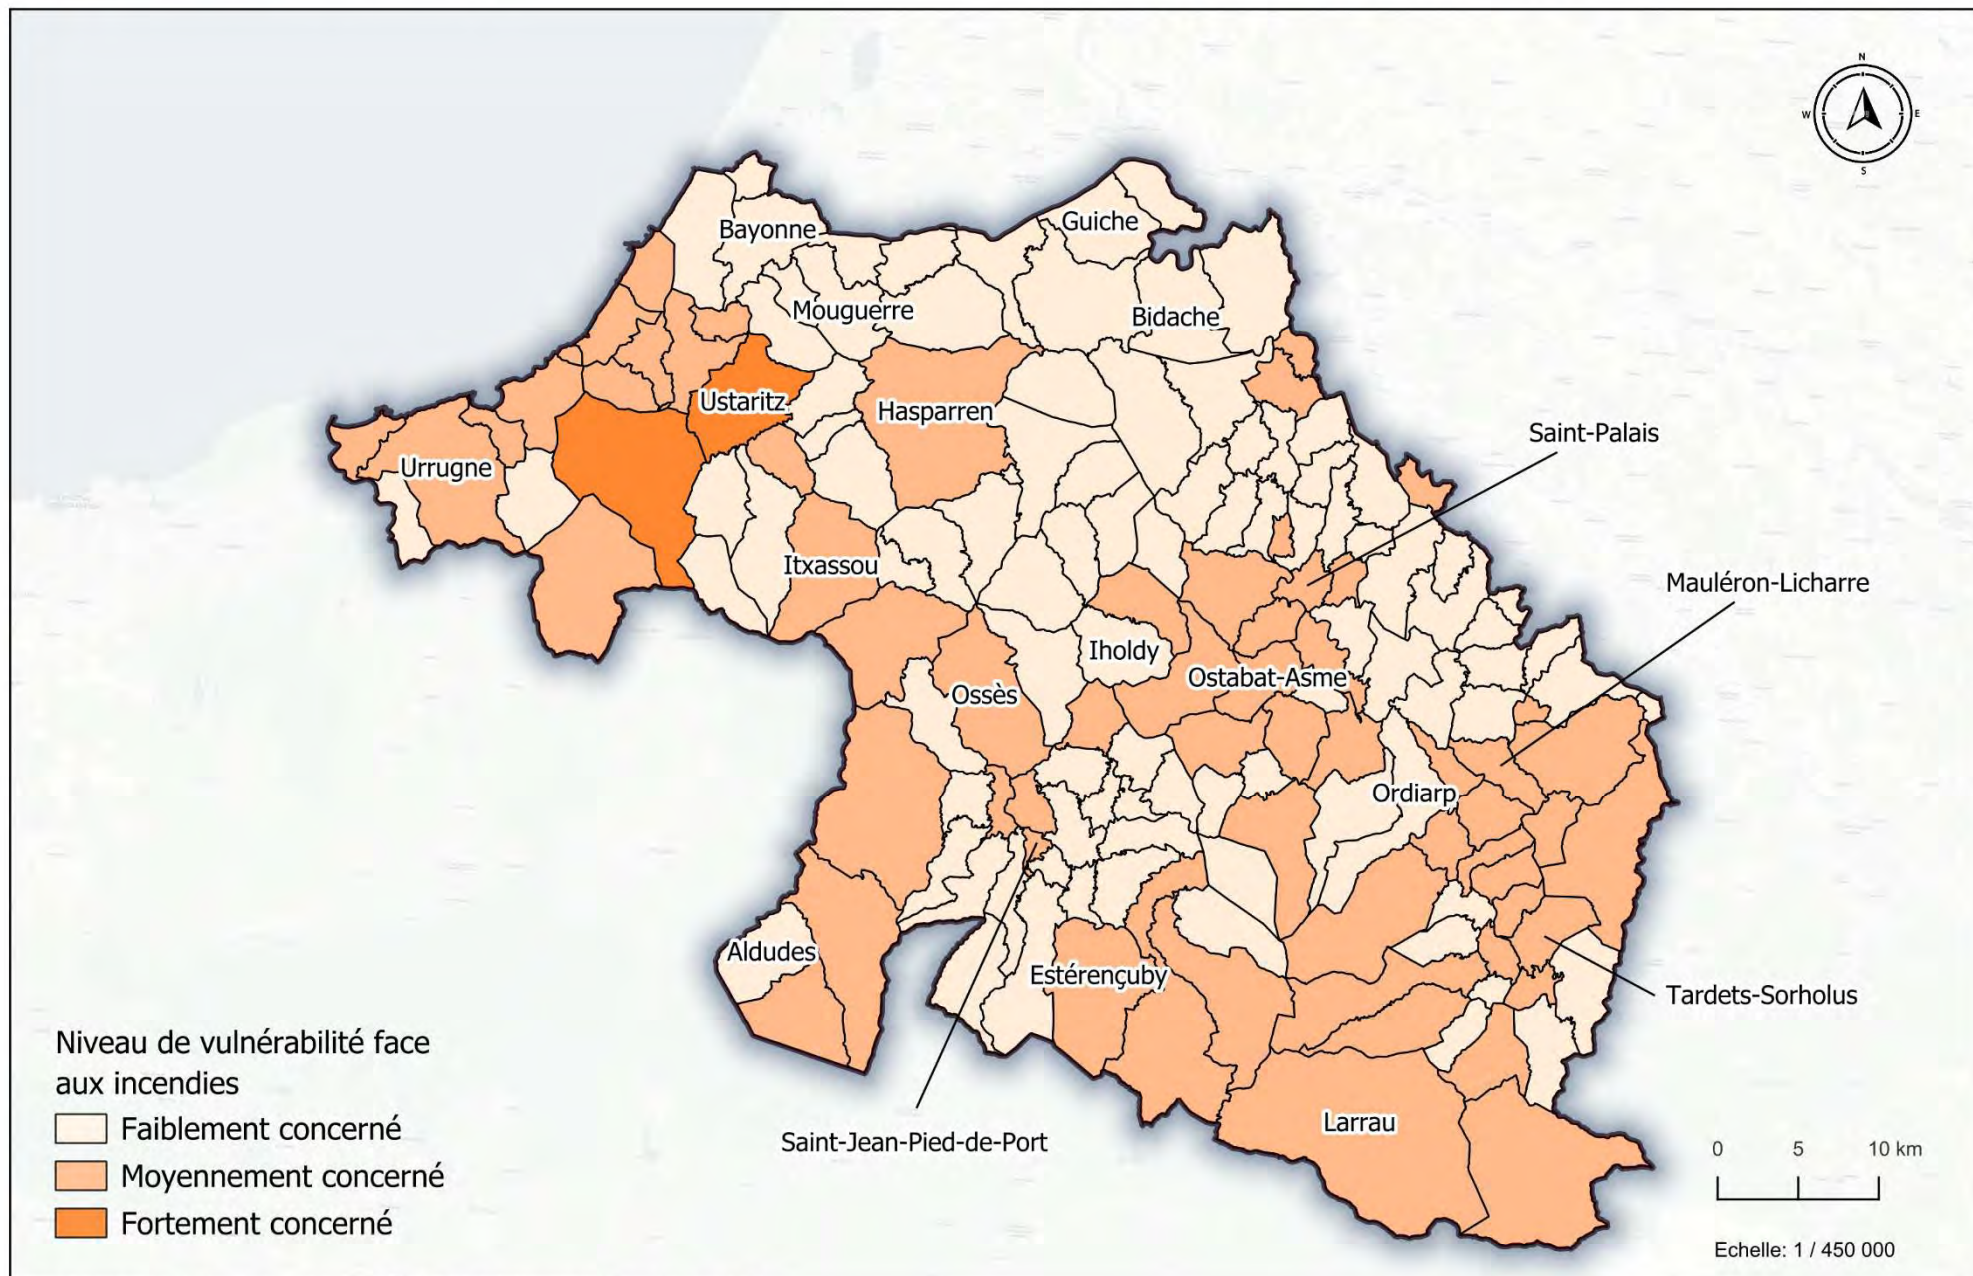 N
W
E
S
Bayonne
Guiche
Mouguerre
Bidache
Ustaritz
Hasparren
Saint-Palais
Urrugne
Itxassou
Mauléron-Licharre
Iholdy
Ostabat-Asme
Ossès
Ordiarp
Aldudes
Estérençuby
Tardets-Sorholus
Saint-Jean-Pied-de-Port
Larrau
Niveau de vulnérabilité face
aux incendies
Faiblement concerné
Moyennement concerné
Fortement concerné
0 5 10 km
Echelle: 1 / 450 000